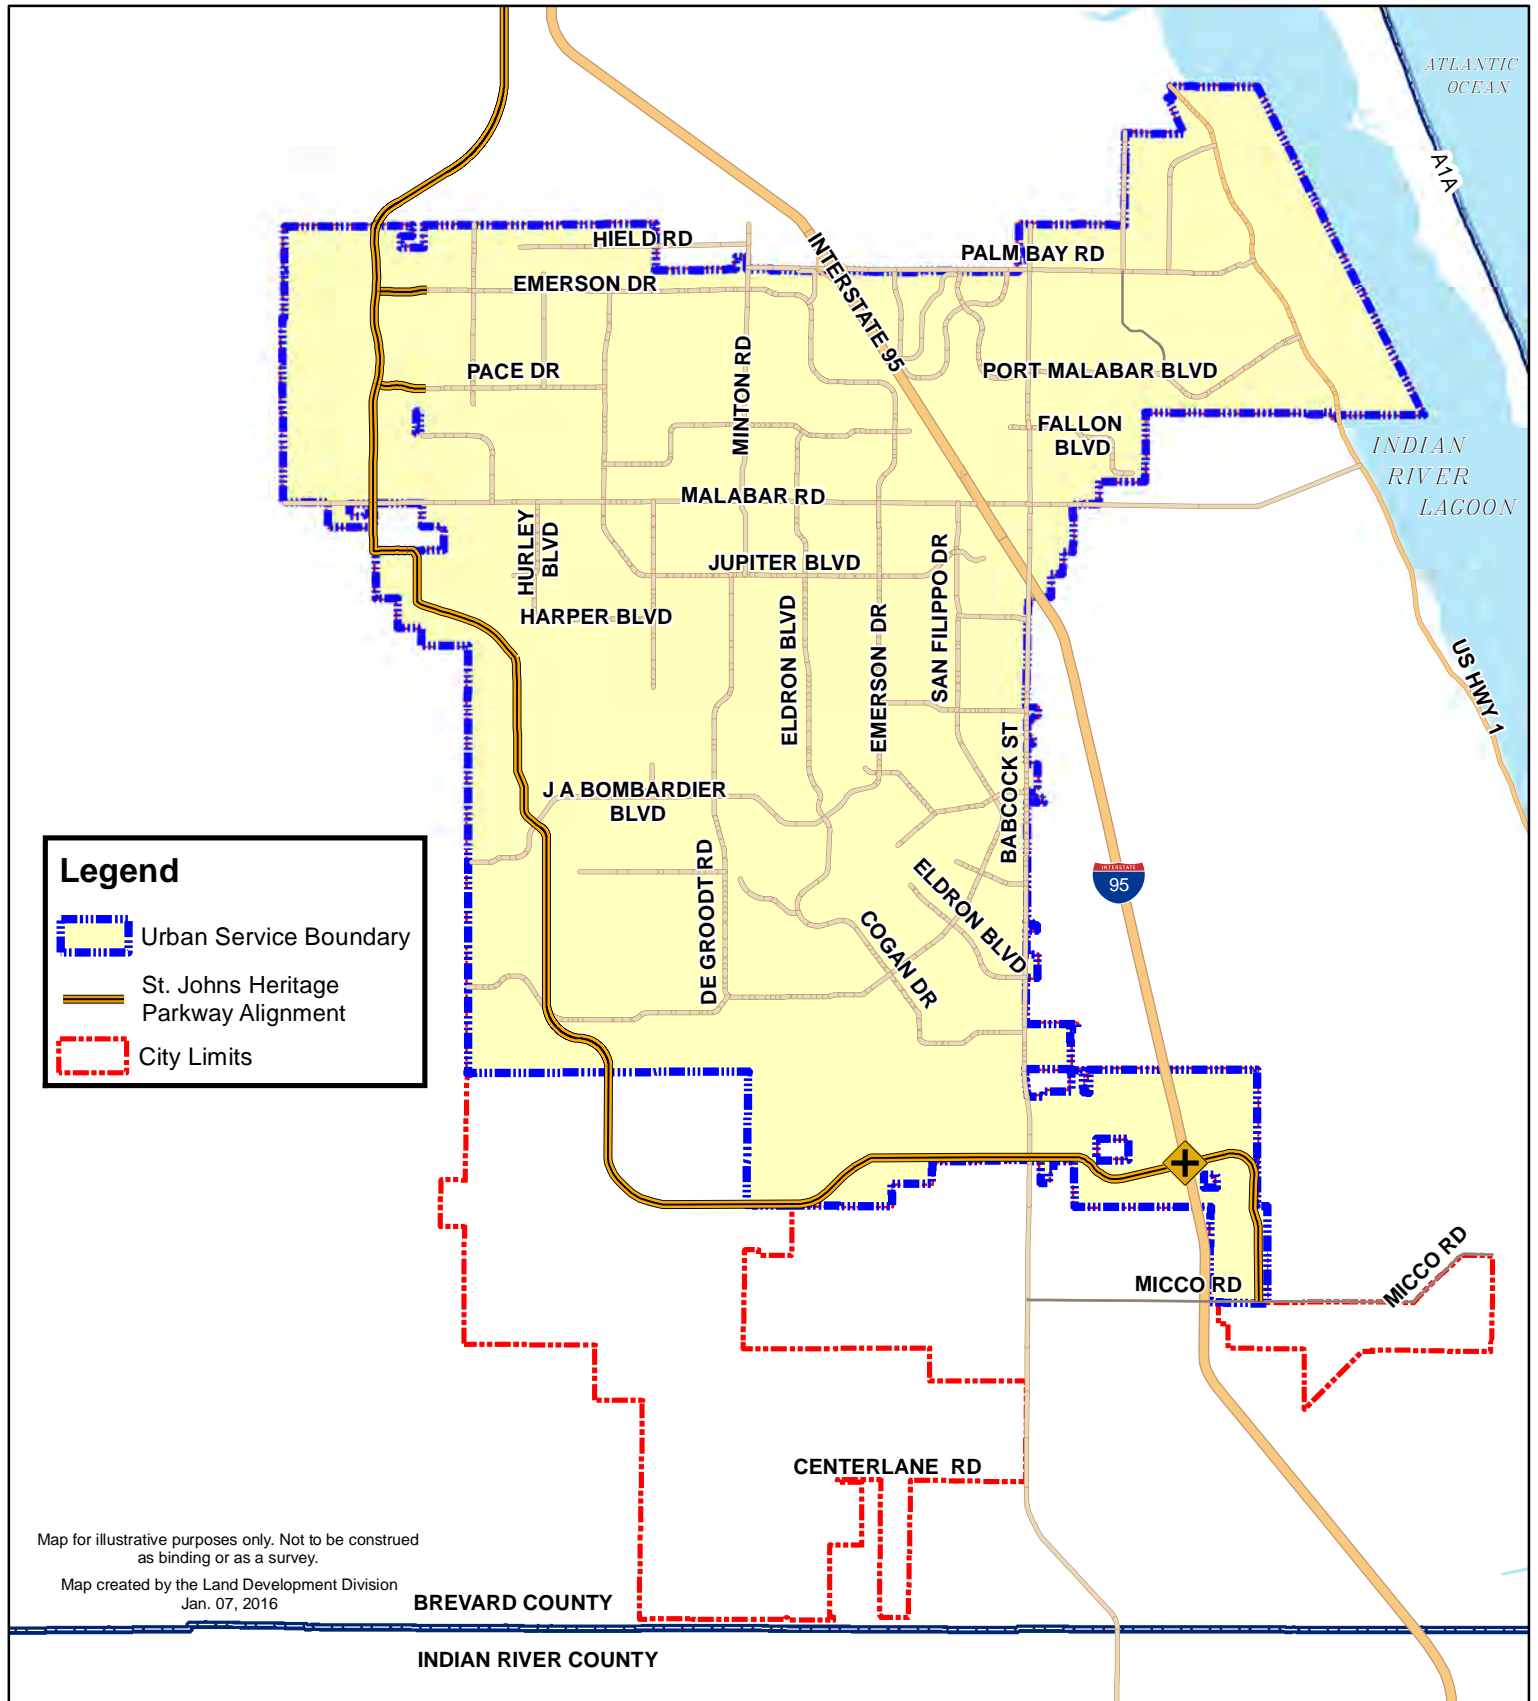 ATLANTIC
OCEAN
A1A
HIELD RD
PALM BAY RD
INTERSTATE 95
EMERSON DR
MINTON RD
PACE DR
PORT MALABAR BLVD
FALLON
BLVD
INDIAN
RIVER
LAGOON
MALABAR RD
HURLEY
BLVD
JUPITER BLVD
SAN FILIPPO DR
HARPER BLVD
ELDRON BLVD
EMERSON DR
US HWY 1
BABCOCK ST
J A BOMBARDIER
BLVD
DE GROODT RD
ELDRON BLVD
COGAN DR
INTERSTATE
95
Legend
Urban Service Boundary
St. Johns Heritage
Parkway Alignment
City Limits
MICCO RD
MICCO RD
CENTERLANE RD
Map for illustrative purposes only. Not to be construed
as binding or as a survey.
Map created by the Land Development Division
Jan. 07, 2016
BREVARD COUNTY
INDIAN RIVER COUNTY